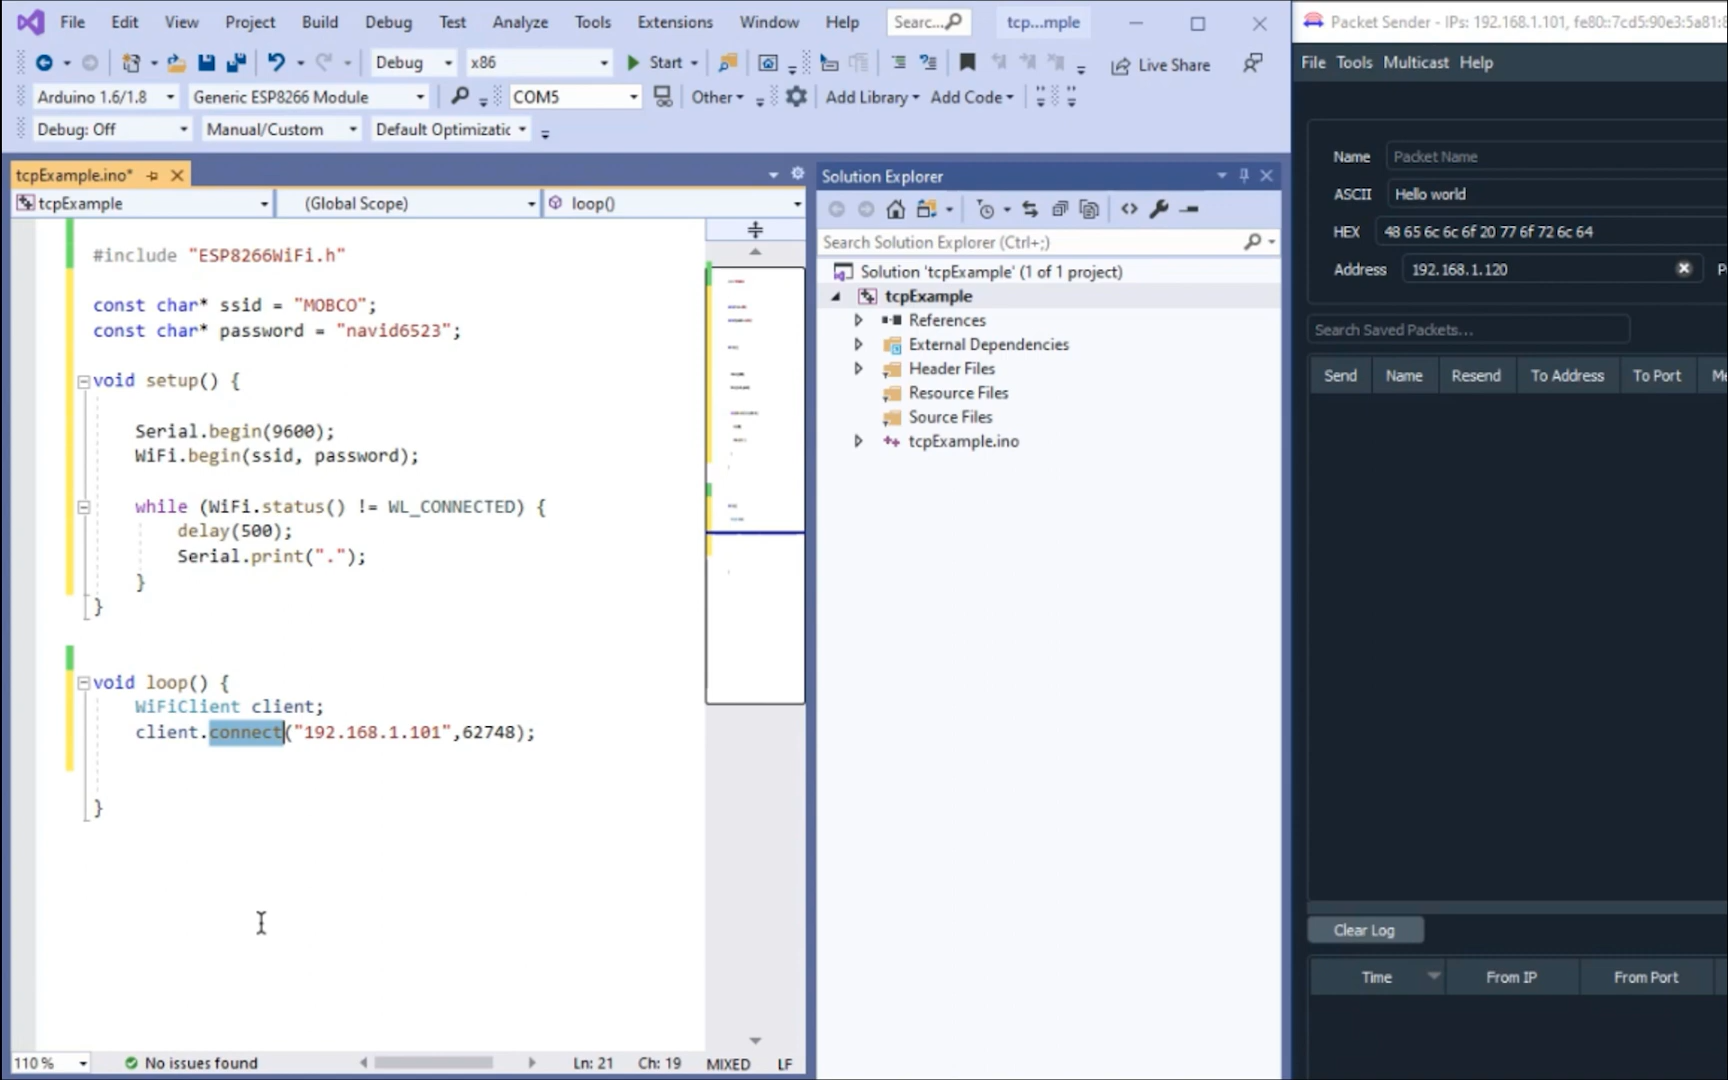 File Edit View Project Build Debug Test Analyze Tools Extensions Window Help Searc... tcp...mple
Debug x86 Start Live Share
Arduino 1.6/1.8 Generic ESP8266 Module COM5 Other Add Library Add Code
Debug: Off Manual/Custom Default Optimizatic
tcpExample.ino*
tcpExample (Global Scope) loop()
#include "ESP8266WiFi.h"
const char* ssid = "MOBCO";
const char* password = "navid6523";
void setup() {
Serial.begin(9600);
WiFi.begin(ssid, password);
while (WiFi.status() != WL_CONNECTED) {
delay(500);
Serial.print(".");
}
}
void loop() {
WiFiClient client;
client.connect("192.168.1.101",62748);
}
110 % No issues found Ln: 21 Ch: 19 MIXED LF
Solution Explorer
Search Solution Explorer (Ctrl+;)
Solution 'tcpExample' (1 of 1 project)
tcpExample
References
External Dependencies
Header Files
Resource Files
Source Files
tcpExample.ino
Packet Sender - IPs: 192.168.1.101, fe80::7cd5:90e3:5a81:
File Tools Multicast Help
Name Packet Name
ASCII Hello world
HEX 48 65 6c 6c 6f 20 77 6f 72 6c 64
Address 192.168.1.120 P
Search Saved Packets...
Send Name Resend To Address To Port Me
Clear Log
Time From IP From Port